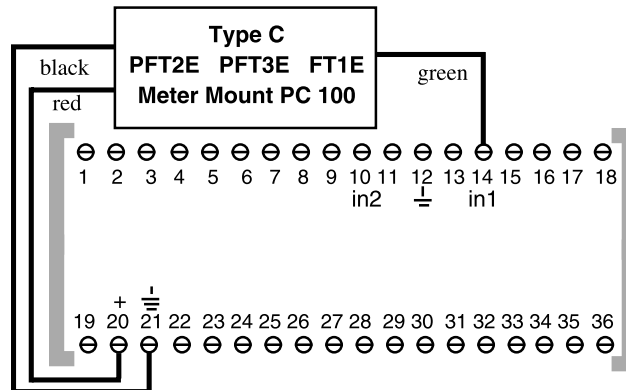 Type C
black
PFT2E PFT3E FT1E
green
Meter Mount PC 100
red
1 2 3 4 5 6 7 8 9 10 11 12 13 14 15 16 17 18
in2 in1
+
19 20 21 22 23 24 25 26 27 28 29 30 31 32 33 34 35 36